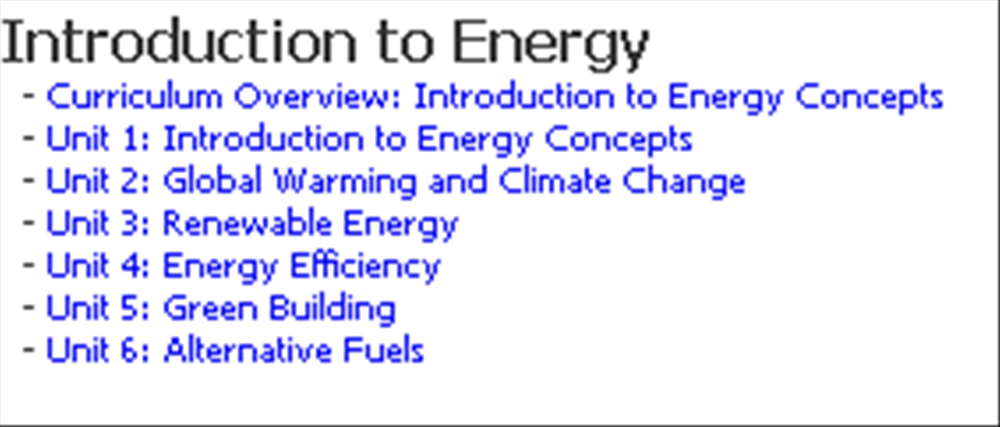 Introduction to Energy
- Curriculum Overview: Introduction to Energy Concepts
- Unit 1: Introduction to Energy Concepts
- Unit 2: Global Warming and Climate Change
- Unit 3: Renewable Energy
- Unit 4: Energy Efficiency
- Unit 5: Green Building
- Unit 6: Alternative Fuels